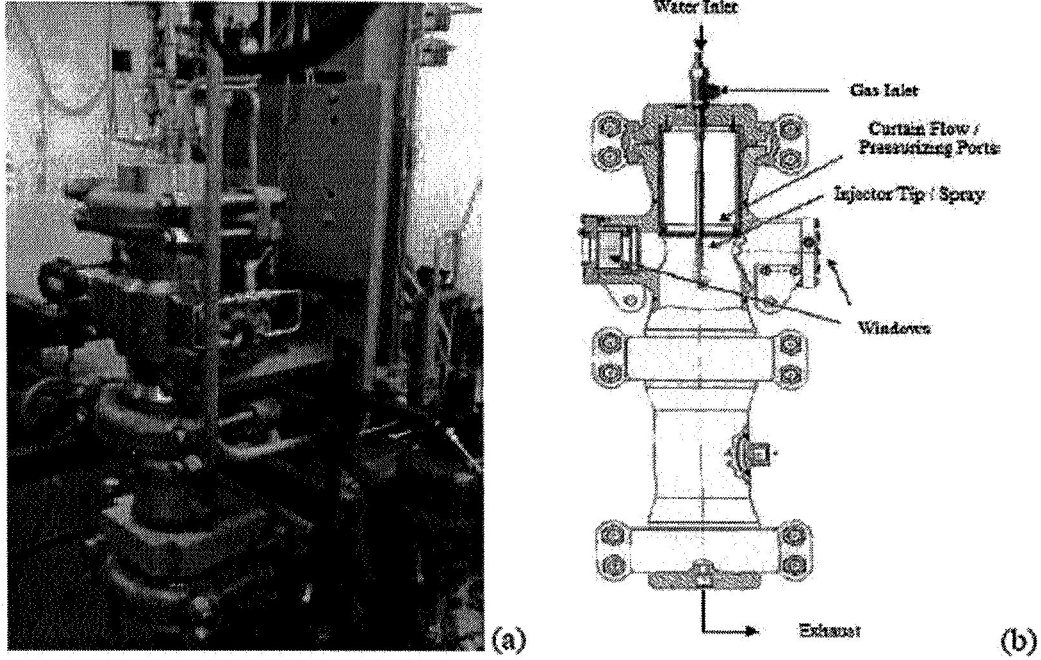 Water Inlet
Gas Inlet
Curtain Flow /
Pressurizing Ports
Injector Tip / Spray
Windows
Exhaust
(a)
(b)